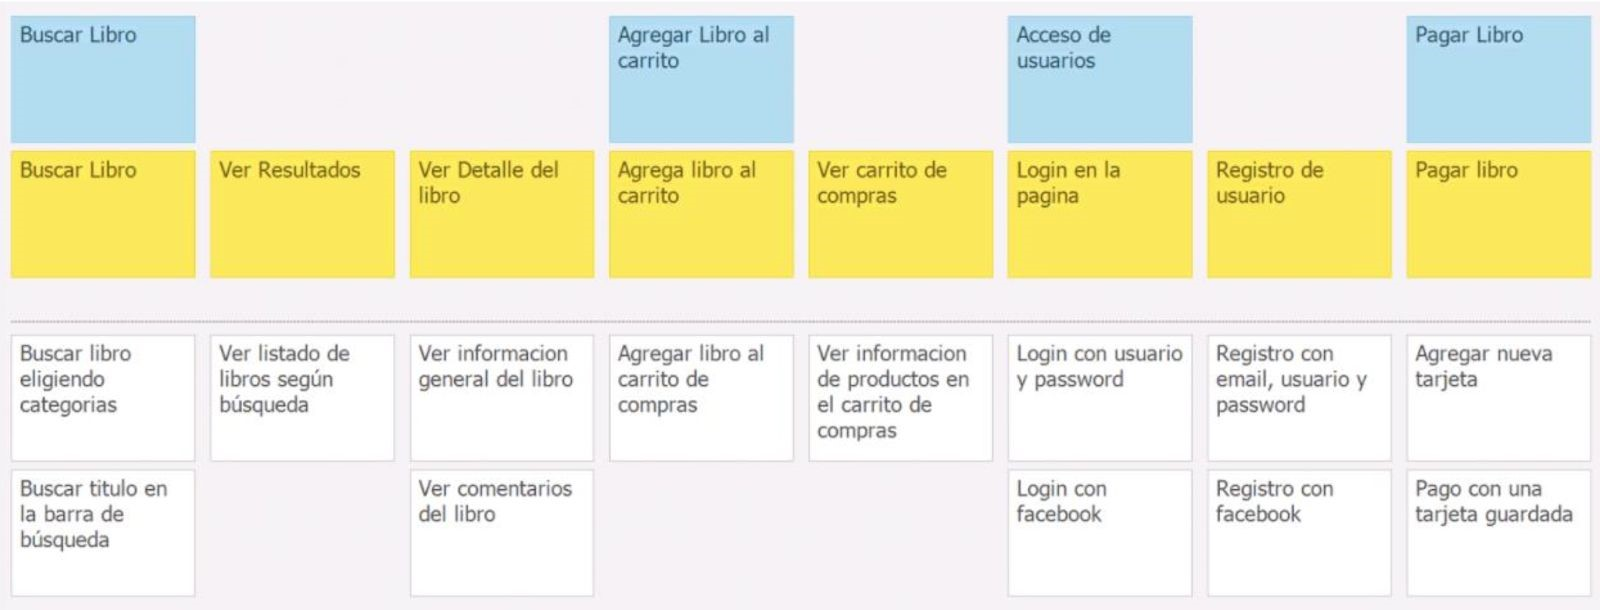 Buscar Libro
Agregar Libro al
carrito
Acceso de
usuarios
Pagar Libro
Buscar Libro
Ver Resultados
Ver Detalle del
libro
Agrega libro al
carrito
Ver carrito de
compras
Login en la
pagina
Registro de
usuario
Pagar libro
Buscar libro
eligiendo
categorias
Ver listado de
libros según
búsqueda
Ver informacion
general del libro
Agregar libro al
carrito de
compras
Ver informacion
de productos en
el carrito de
compras
Login con usuario
y password
Registro con
email, usuario y
password
Agregar nueva
tarjeta
Buscar titulo en
la barra de
búsqueda
Ver comentarios
del libro
Login con
facebook
Registro con
facebook
Pago con una
tarjeta guardada